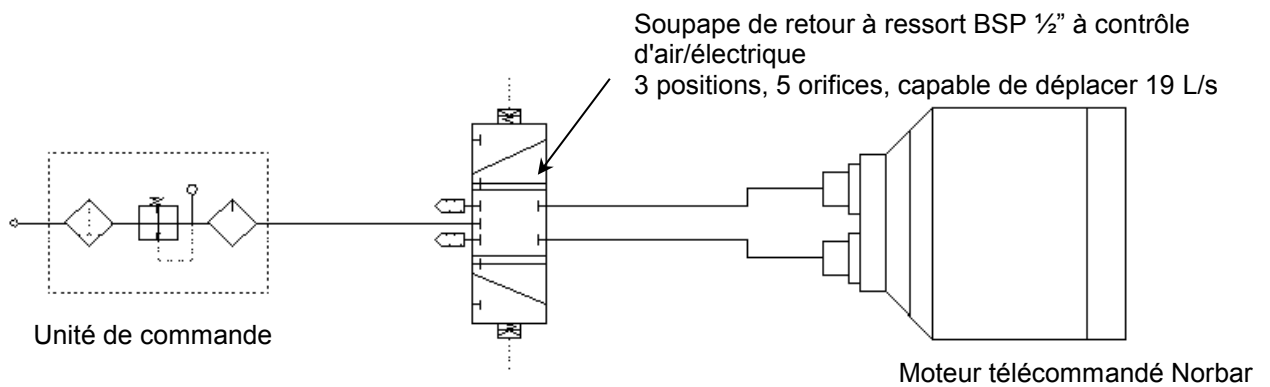 Soupape de retour à ressort BSP ½” à contrôle
d'air/électrique
3 positions, 5 orifices, capable de déplacer 19 L/s
Unité de commande
Moteur télécommandé Norbar